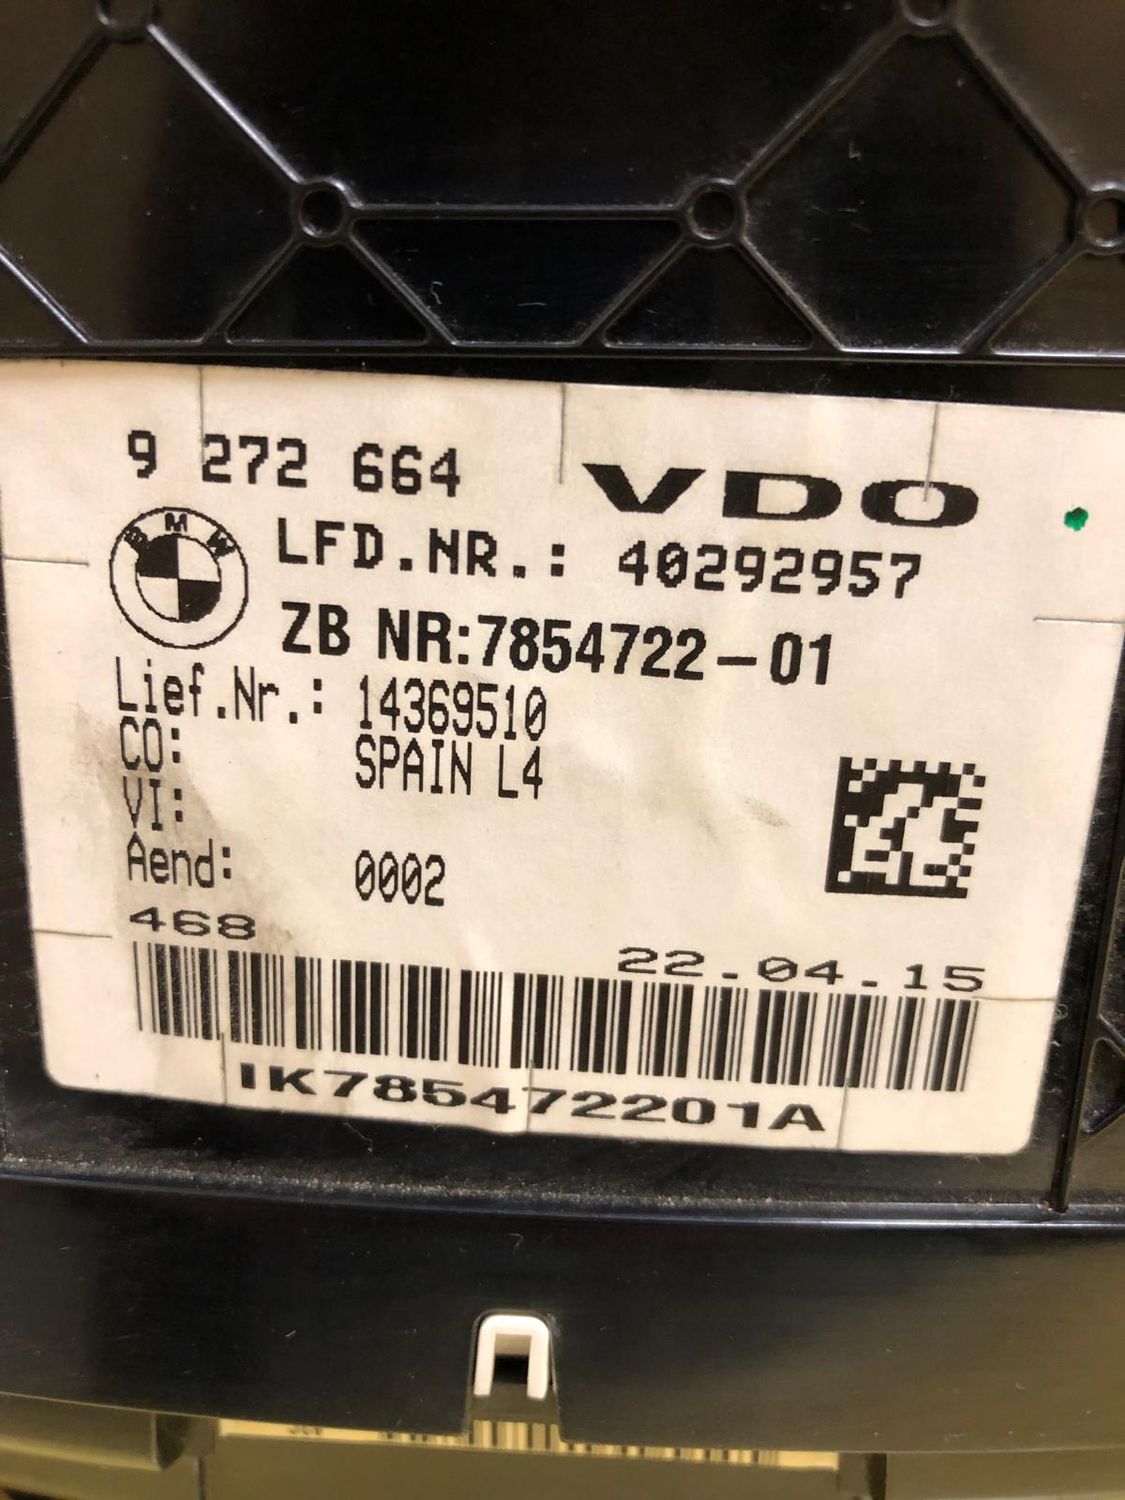 9 272 664
VDO
BMW
LFD.NR.: 40292957
ZB NR:7854722-01
Lief.Nr.: 14369510
CO: SPAIN L4
VI:
Aend: 0002
468
22.04.15
IK785472201A